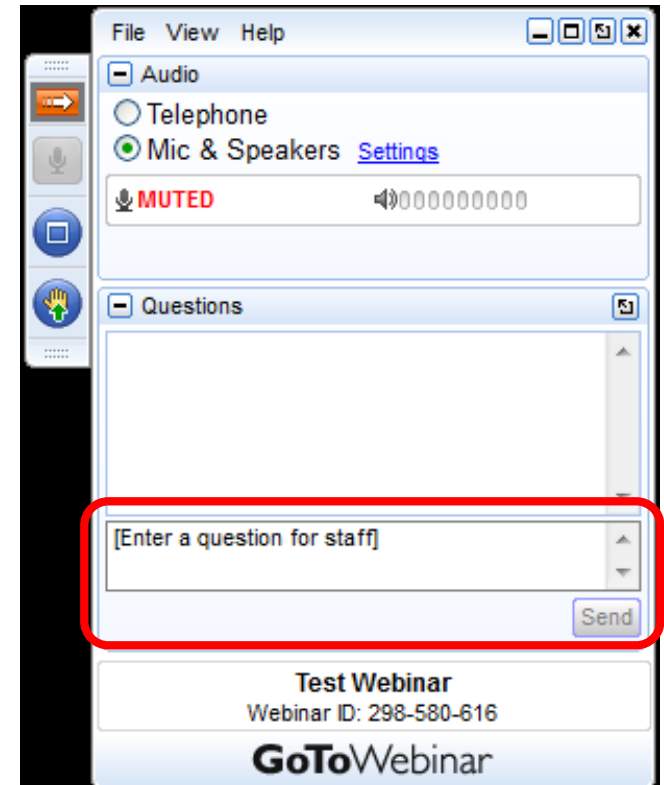 File View Help
Audio
Telephone
Mic & Speakers Settings
MUTED 000000000
Questions
[Enter a question for staff]
Send
Test Webinar
Webinar ID: 298-580-616
GoToWebinar